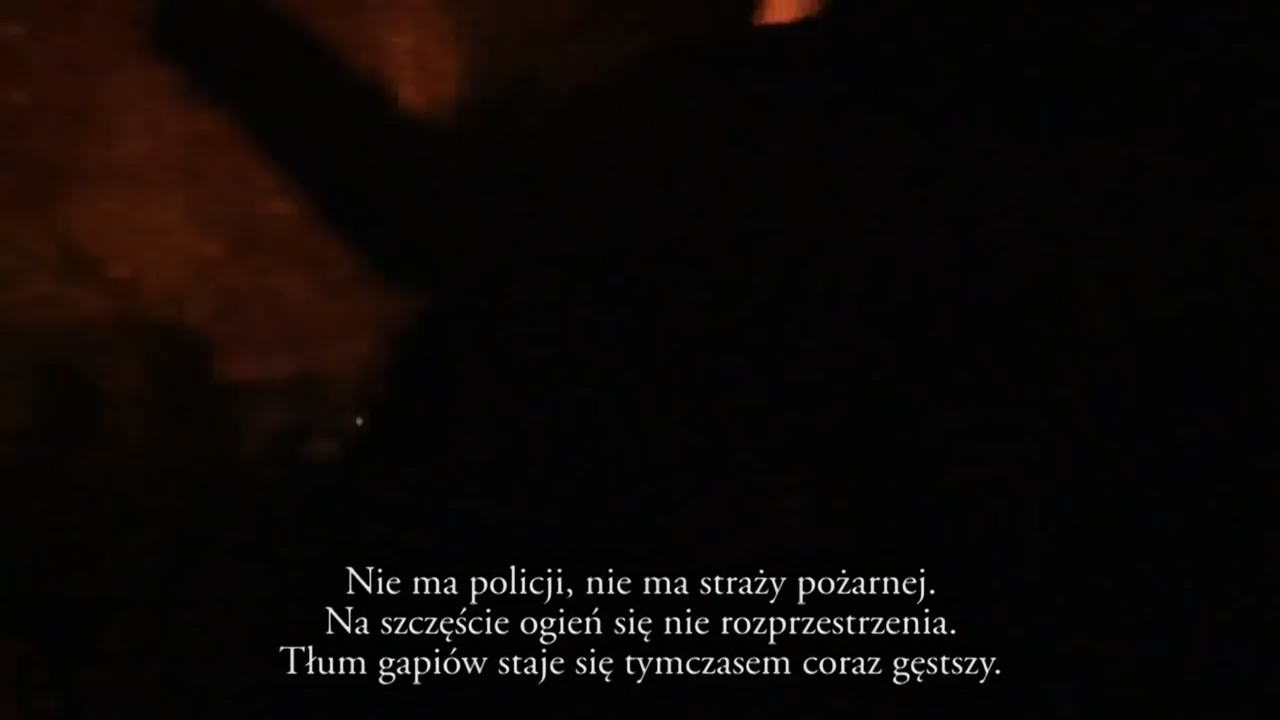 Nie ma policji, nie ma straży pożarnej.
Na szczęście ogień się nie rozprzestrzenia.
Tłum gapiów staje się tymczasem coraz gęstszy.